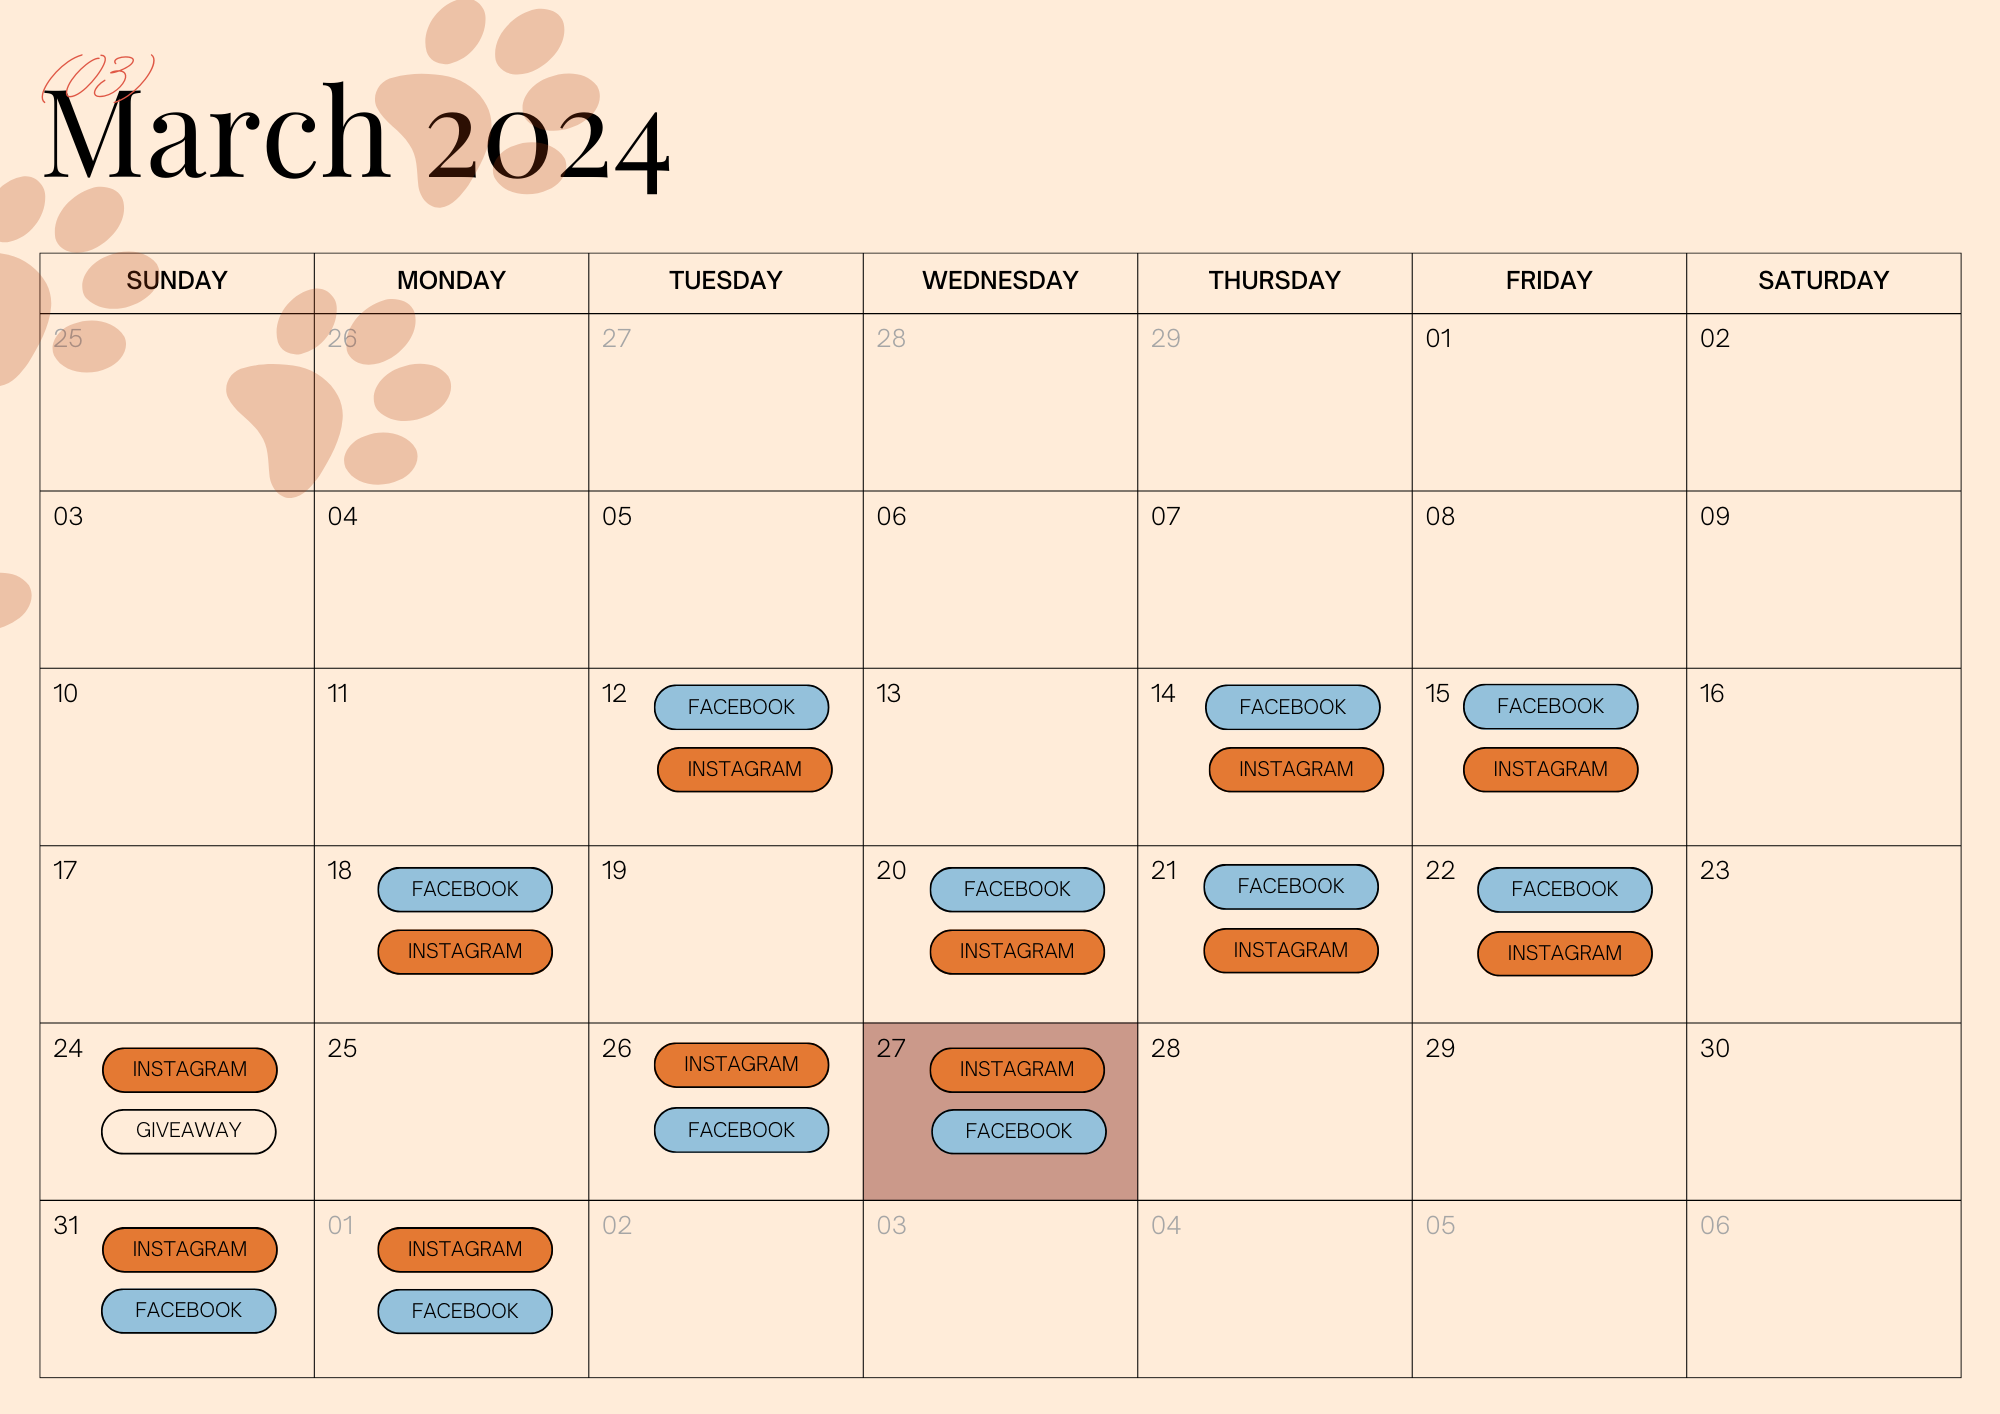 (03)
March 2024
SUNDAY MONDAY TUESDAY WEDNESDAY THURSDAY FRIDAY SATURDAY
25 26 27 28 29 01 02
03 04 05 06 07 08 09
10 11 12 FACEBOOK 13 14 FACEBOOK 15 FACEBOOK 16
INSTAGRAM INSTAGRAM INSTAGRAM
17 18 FACEBOOK 19 20 FACEBOOK 21 FACEBOOK 22 FACEBOOK 23
INSTAGRAM INSTAGRAM INSTAGRAM INSTAGRAM
24 INSTAGRAM 25 26 INSTAGRAM 27 INSTAGRAM 28 29 30
GIVEAWAY FACEBOOK FACEBOOK
31 INSTAGRAM 01 INSTAGRAM 02 03 04 05 06
FACEBOOK FACEBOOK